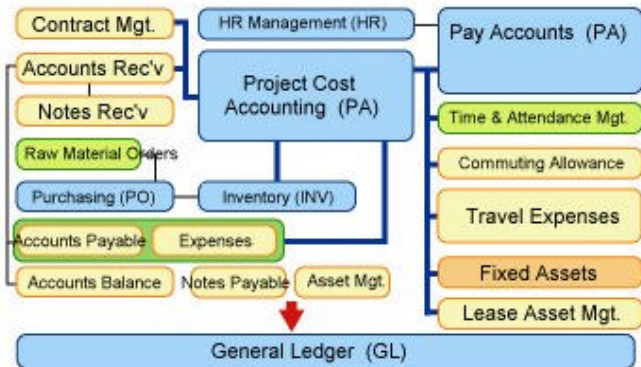 Contract Mgt.
HR Management (HR)
Pay Accounts (PA)
Accounts Rec'v
Project Cost
Accounting (PA)
Notes Rec'v
Time & Attendance Mgt.
Raw Material Orders
Commuting Allowance
Purchasing (PO)
Inventory (INV)
Travel Expenses
Accounts Payable
Expenses
Fixed Assets
Accounts Balance
Notes Payable
Asset Mgt.
Lease Asset Mgt.
General Ledger (GL)